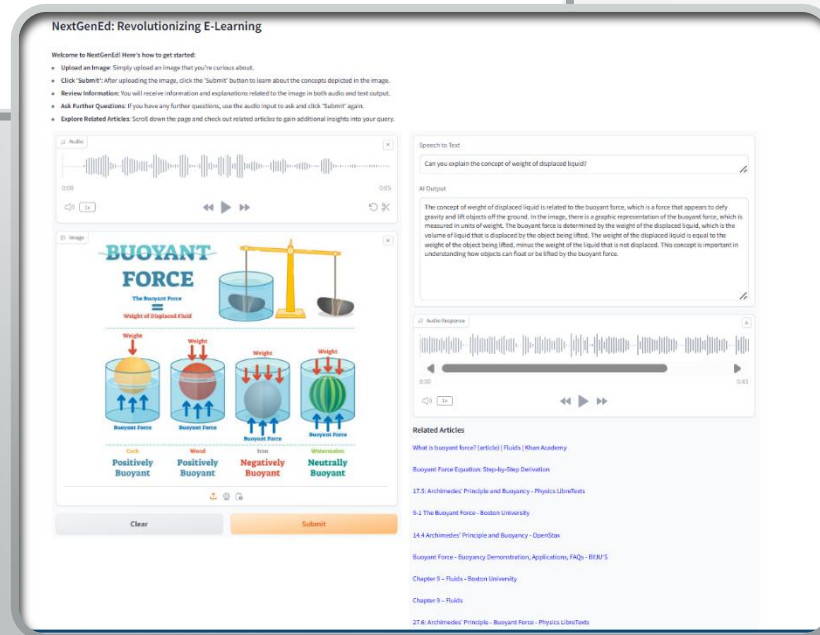 NextGenEd: Revolutionizing E-Learning
Welcome to NextGenEd! Here's how to get started:
Upload an Image: Simply upload an image that you're curious about.
Click 'Submit': After uploading the image, click the 'Submit' button to learn about the concepts depicted in the image.
Review Information: You will receive information and explanations related to the image in both audio and text output.
Ask Further Questions: If you have any further questions, use the audio input to ask and click 'Submit' again.
Explore Related Articles: Scroll down the page and check out related articles to gain additional insights into your query.
Audio
0:00
0:05
1x
Image
BUOYANT
FORCE
The Buoyant Force
=
Weight of Displaced Fluid
Weight Weight Weight Weight
Buoyant Force Buoyant Force Buoyant Force Buoyant Force
Cork Wood Iron Watermelon
Positively Positively Negatively Neutrally
Buoyant Buoyant Buoyant Buoyant
Clear
Submit
Speech to Text
Can you explain the concept of weight of displaced liquid?
AI Output
The concept of weight of displaced liquid is related to the buoyant force, which is a force that appears to defy
gravity and lift objects off the ground. In the image, there is a graphic representation of the buoyant force, which is
measured in units of weight. The buoyant force is determined by the weight of the displaced liquid, which is the
volume of liquid that is displaced by the object being lifted. The weight of the displaced liquid is equal to the
weight of the object being lifted, minus the weight of the liquid that is not displaced. This concept is important in
understanding how objects can float or be lifted by the buoyant force.
Audio Response
0:00
1x
Related Articles
What is buoyant force? (article) | Fluids | Khan Academy
Buoyant Force Equation: Step-by-Step Derivation
17.5: Archimedes' Principle and Buoyancy - Physics LibreTexts
9-1 The Buoyant Force - Boston University
14.4 Archimedes' Principle and Buoyancy - OpenStax
Buoyant Force - Buoyancy Demonstration, Applications, FAQs - BYJU'S
Chapter 9 – Fluids - Boston University
Chapter 9 – Fluids
27.6: Archimedes' Principle - Buoyant Force - Physics LibreTexts